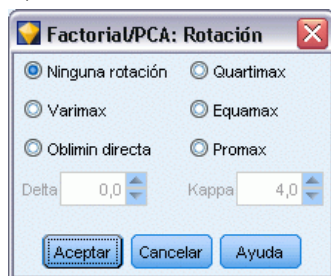 Factorial/PCA: Rotación
Ninguna rotación Quartimax
Varimax Equamax
Oblimin directa Promax
Delta 0,0 Kappa 4,0
Aceptar Cancelar Ayuda